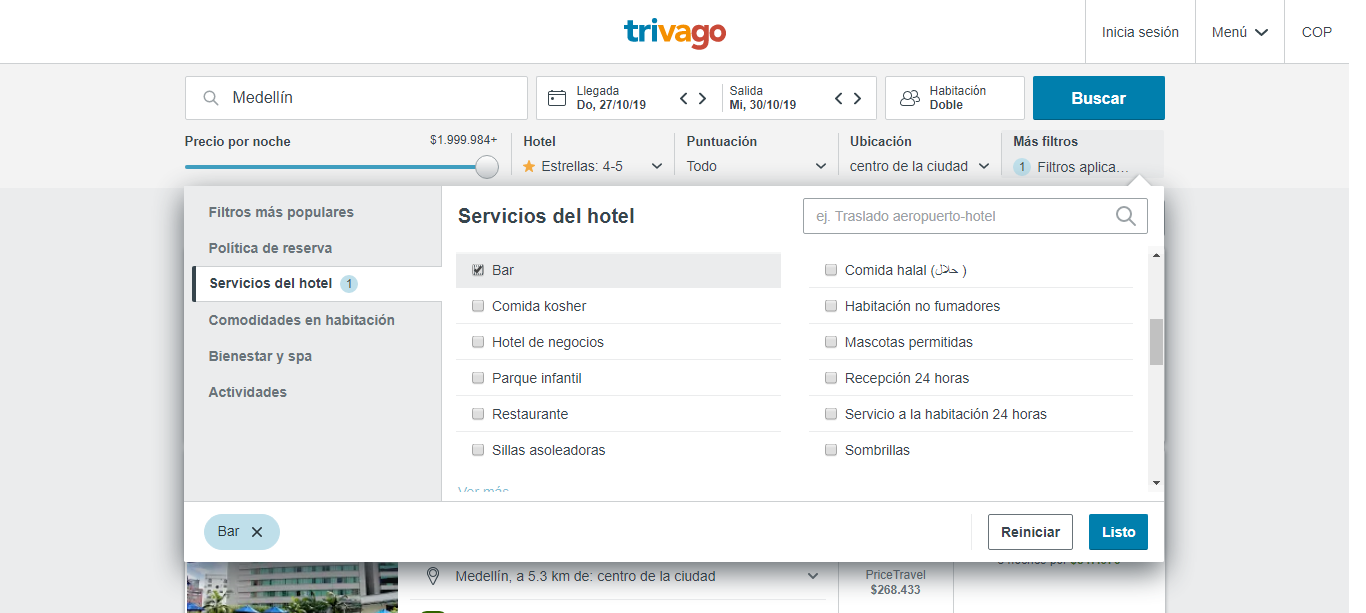 trivago
Inicia sesión
Menú
COP
Medellín
Llegada
Do, 27/10/19
Salida
Mi, 30/10/19
Habitación
Doble
Buscar
Precio por noche
$1.999.984+
Hotel
Estrellas: 4-5
Puntuación
Todo
Ubicación
centro de la ciudad
Más filtros
1 Filtros aplica...
Filtros más populares
Política de reserva
Servicios del hotel 1
Comodidades en habitación
Bienestar y spa
Actividades
Servicios del hotel
ej. Traslado aeropuerto-hotel
Bar
Comida kosher
Hotel de negocios
Parque infantil
Restaurante
Sillas asoleadoras
Ver más
Comida halal (حلال )
Habitación no fumadores
Mascotas permitidas
Recepción 24 horas
Servicio a la habitación 24 horas
Sombrillas
Bar
Reiniciar
Listo
Medellín, a 5.3 km de: centro de la ciudad
PriceTravel
$268.433